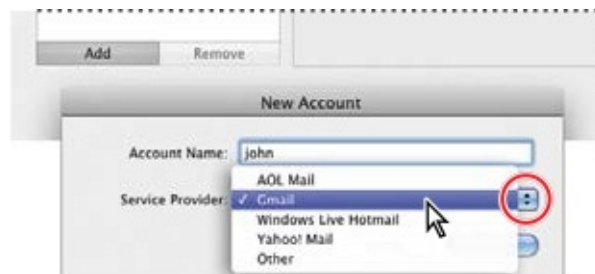 Add Remove
New Account
Account Name: john
AOL Mail
Service Provider: ✓ Gmail
Windows Live Hotmail
Yahoo! Mail
Other